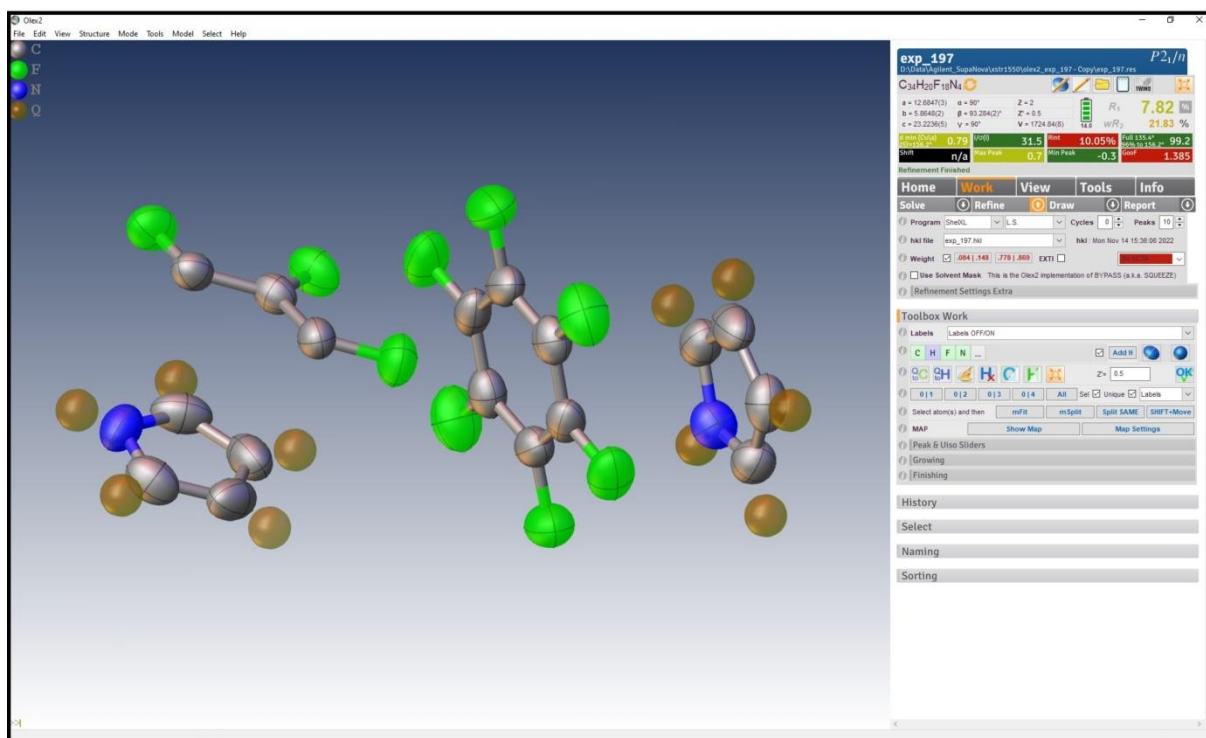 Olex2
File Edit View Structure Mode Tools Model Select Help
C
F
N
Q
exp_197 P2₁/n
D:\Data\Agilent_SupaNova\xstr1550\olex2_exp_197 - Copy\exp_197.res
C₃₄H₂₀F₁₈N₄
a = 12.6847(3) α = 90° Z = 2
b = 5.8648(2) β = 93.284(2)° Z' = 0.5
c = 23.2236(5) γ = 90° V = 1724.84(8)
14.0
R₁ 7.82 %
wR₂ 21.83 %
0.79 I/σ(I) 31.5 Rint 10.05% Full 135.4° 99.2
Shift n/a Max Peak 0.7 Min Peak -0.3 GooF 1.385
Refinement Finished
Home Work View Tools Info
Solve Refine Draw Report
Program ShelXL L.S. Cycles 0 Peaks 10
hkl file exp_197.hkl hkl: Mon Nov 14 15:36:06 2022
Weight .084 | .148 .778 | .869 EXTI
Use Solvent Mask This is the Olex2 implementation of BYPASS (a.k.a. SQUEEZE)
Refinement Settings Extra
Toolbox Work
Labels Labels OFF/ON
C H F N ... Add H
Z'= 0.5 OK
0 | 1 0 | 2 0 | 3 0 | 4 All Sel Unique Labels
Select atom(s) and then mFit mSplit Split SAME SHIFT+Move
MAP Show Map Map Settings
Peak & Uiso Sliders
Growing
Finishing
History
Select
Naming
Sorting
>>